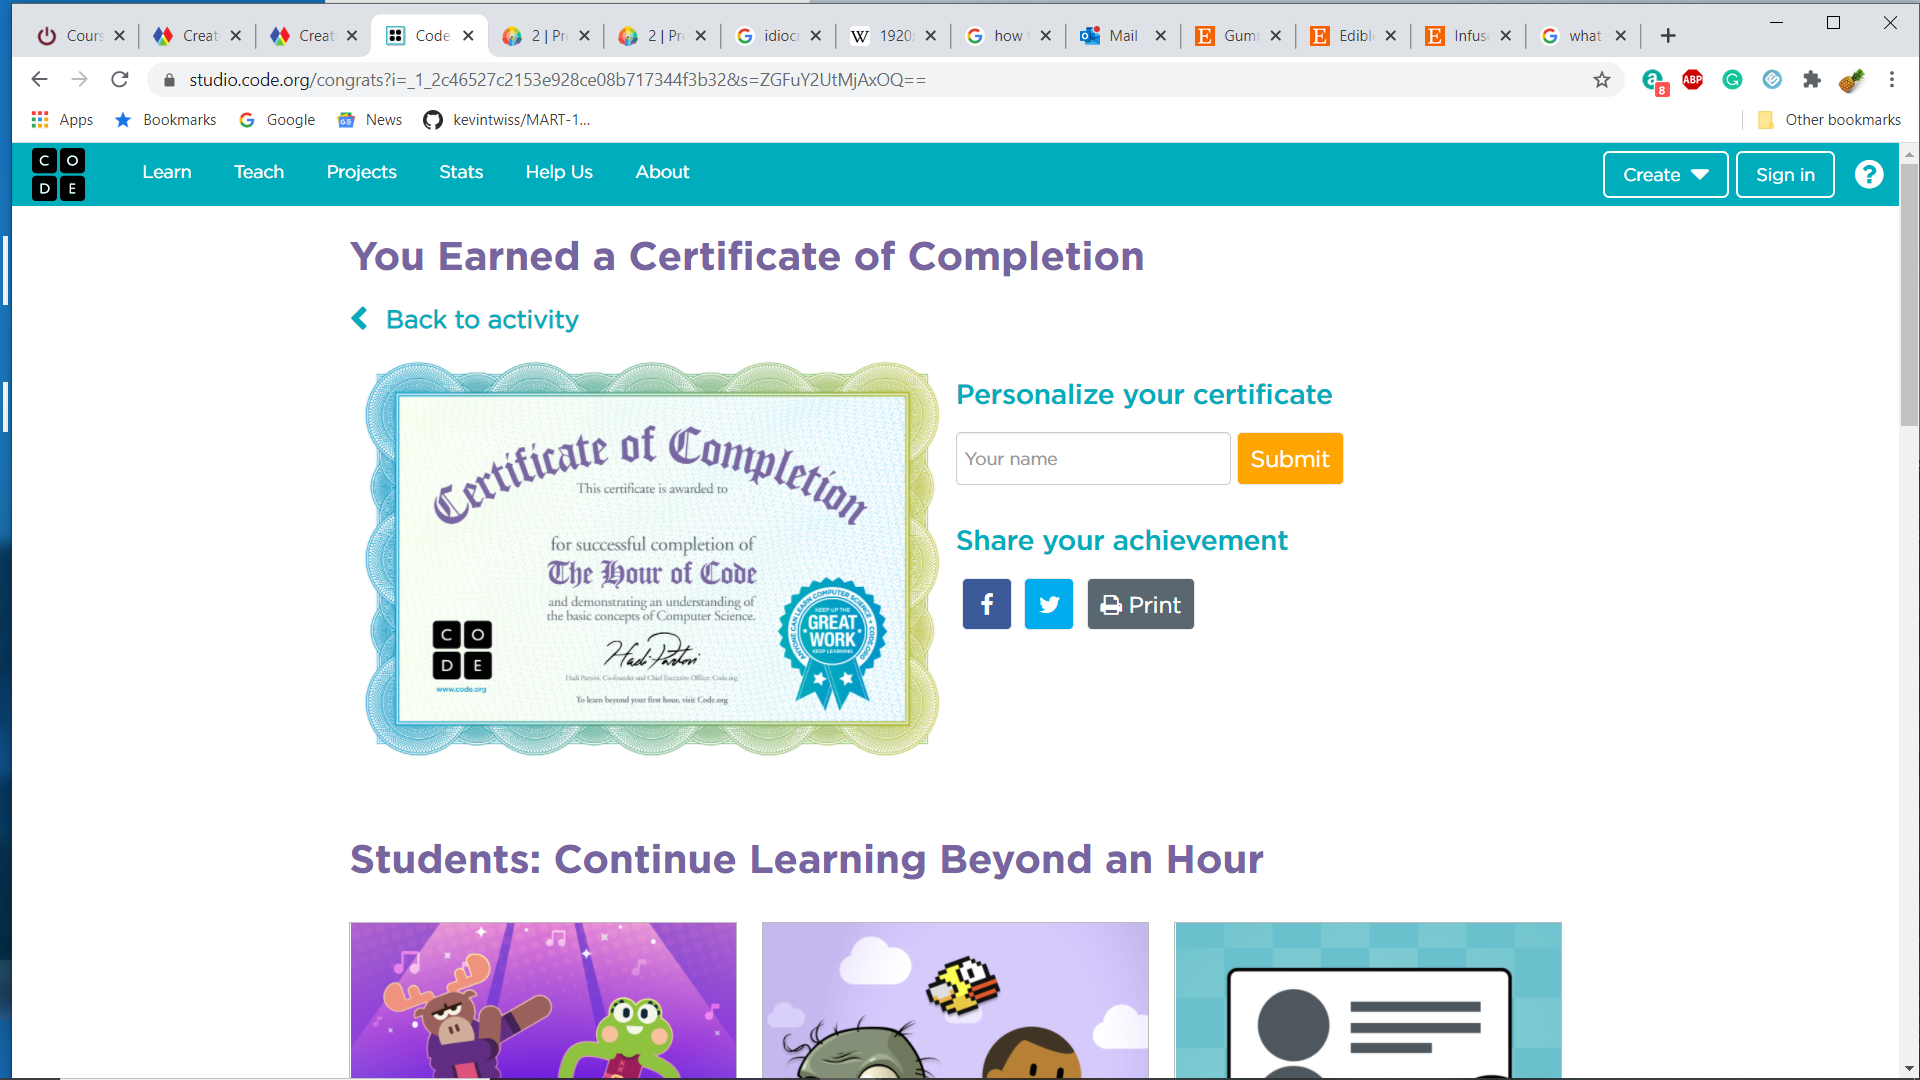 Cours
Creat
Creat
Code
2 | Pr
2 | Pr
idioc
1920
how
Mail
Gum
Edibl
Infus
what
studio.code.org/congrats?i=_1_2c46527c2153e928ce08b717344f3b32&s=ZGFuY2UtMjAxOQ==
8
ABP
Apps
Bookmarks
Google
News
kevintwiss/MART-1...
Other bookmarks
CODE
Learn
Teach
Projects
Stats
Help Us
About
Create
Sign in
?
You Earned a Certificate of Completion
Back to activity
Certificate of Completion
This certificate is awarded to
for successful completion of
The Hour of Code
and demonstrating an understanding of
the basic concepts of Computer Science.
Hadi Partovi
Hadi Partovi, Co-founder and Chief Executive Officer, Code.org
To learn beyond your first hour, visit Code.org
CODE
www.code.org
ANYONE CAN LEARN COMPUTER SCIENCE • CODE.ORG
KEEP UP THE
GREAT
WORK
KEEP LEARNING
Personalize your certificate
Your name
Submit
Share your achievement
Print
Students: Continue Learning Beyond an Hour